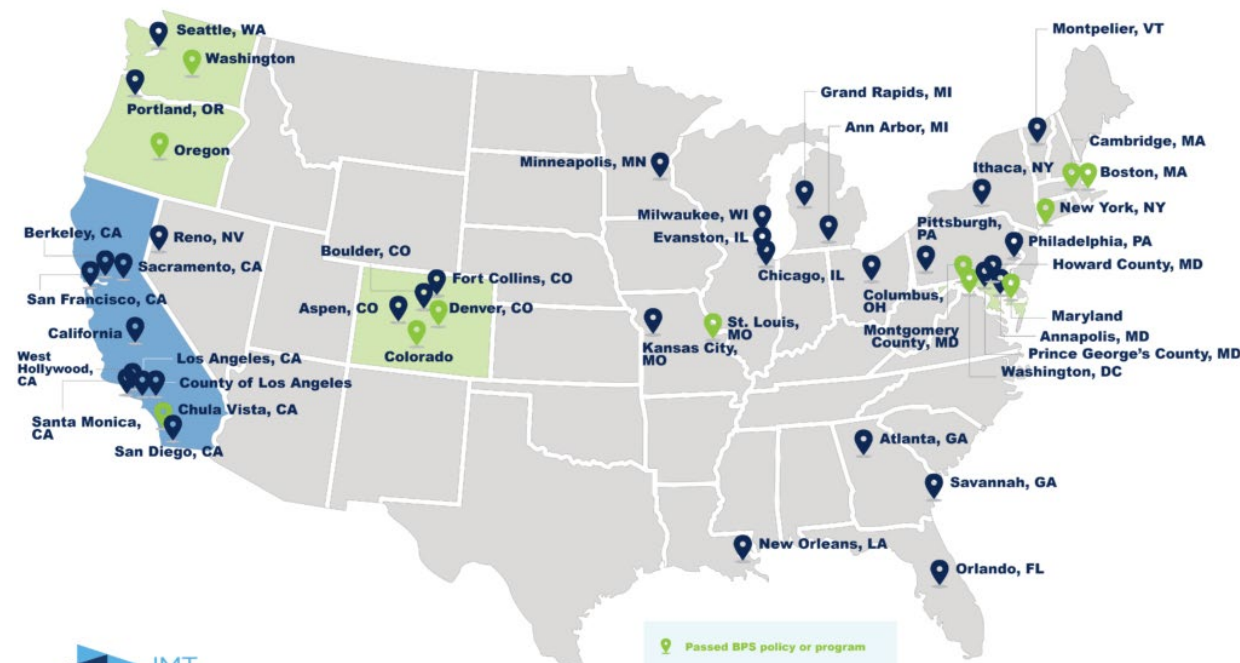 Seattle, WA
Washington
Portland, OR
Oregon
Montpelier, VT
Grand Rapids, MI
Ann Arbor, MI
Cambridge, MA
Minneapolis, MN
Ithaca, NY
Boston, MA
Milwaukee, WI
New York, NY
Pittsburgh,
PA
Berkeley, CA
Reno, NV
Evanston, IL
Philadelphia, PA
Boulder, CO
Sacramento, CA
Fort Collins, CO
Chicago, IL
Howard County, MD
San Francisco, CA
Aspen, CO
Denver, CO
Columbus,
OH
Maryland
California
Colorado
St. Louis,
MO
Kansas City,
MO
Montgomery
County, MD
Annapolis, MD
Prince George's County, MD
Washington, DC
West
Hollywood,
CA
Los Angeles, CA
County of Los Angeles
Chula Vista, CA
Santa Monica,
CA
San Diego, CA
Atlanta, GA
Savannah, GA
New Orleans, LA
Orlando, FL
Passed BPS policy or program
IMT